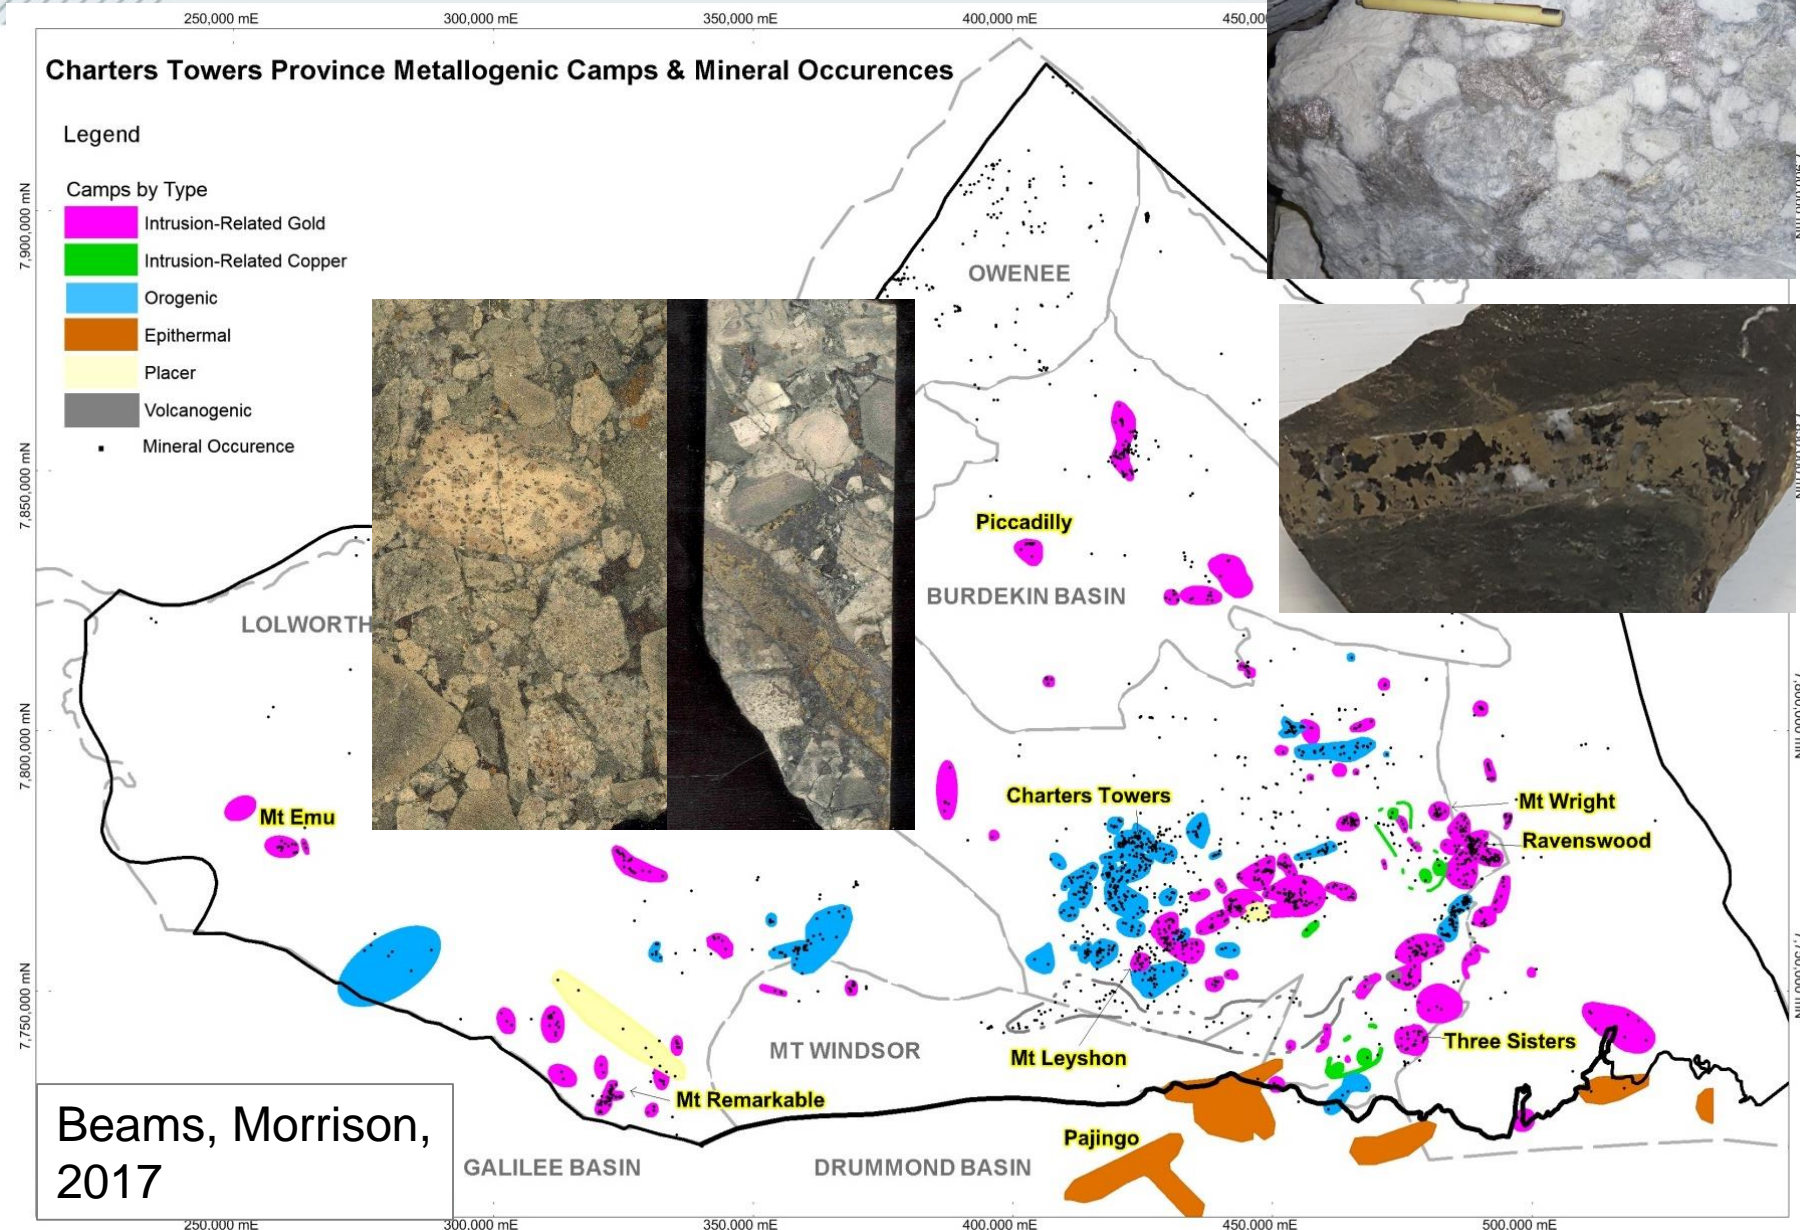 250,000 mE
300,000 mE
350,000 mE
400,000 mE
450,00
Charters Towers Province Metallogenic Camps & Mineral Occurences
Legend
Camps by Type
Intrusion-Related Gold
Intrusion-Related Copper
Orogenic
Epithermal
Placer
Volcanogenic
Mineral Occurence
7,900,000 mN
7,850,000 mN
7,800,000 mN
7,750,000 mN
OWENEE
Piccadilly
BURDEKIN BASIN
LOLWORTH
Charters Towers
Mt Wright
Ravenswood
Mt Emu
MT WINDSOR
Mt Leyshon
Three Sisters
Mt Remarkable
Pajingo
GALILEE BASIN
DRUMMOND BASIN
Beams, Morrison,
2017
250,000 mE
300,000 mE
350,000 mE
400,000 mE
450,000 mE
500,000 mE